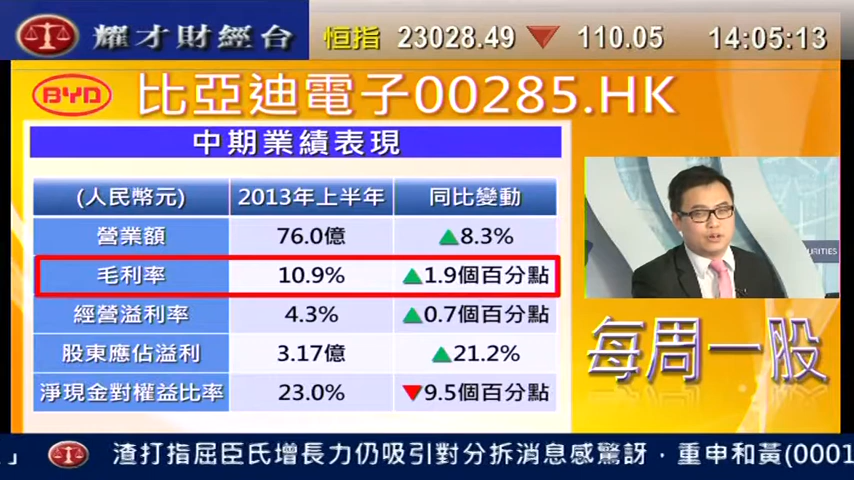 耀才財經台 恒指 23028.49 ▼ 110.05 14:05:13
BYD 比亞迪電子00285.HK
中期業績表現
(人民幣元) 2013年上半年 同比變動
營業額 76.0億 ▲8.3%
毛利率 10.9% ▲1.9個百分點
經營溢利率 4.3% ▲0.7個百分點
股東應佔溢利 3.17億 ▲21.2%
淨現金對權益比率 23.0% ▼9.5個百分點
SECURITIES
每周一股
」 渣打指屈臣氏增長力仍吸引對分拆消息感驚訝，重申和黃(0001